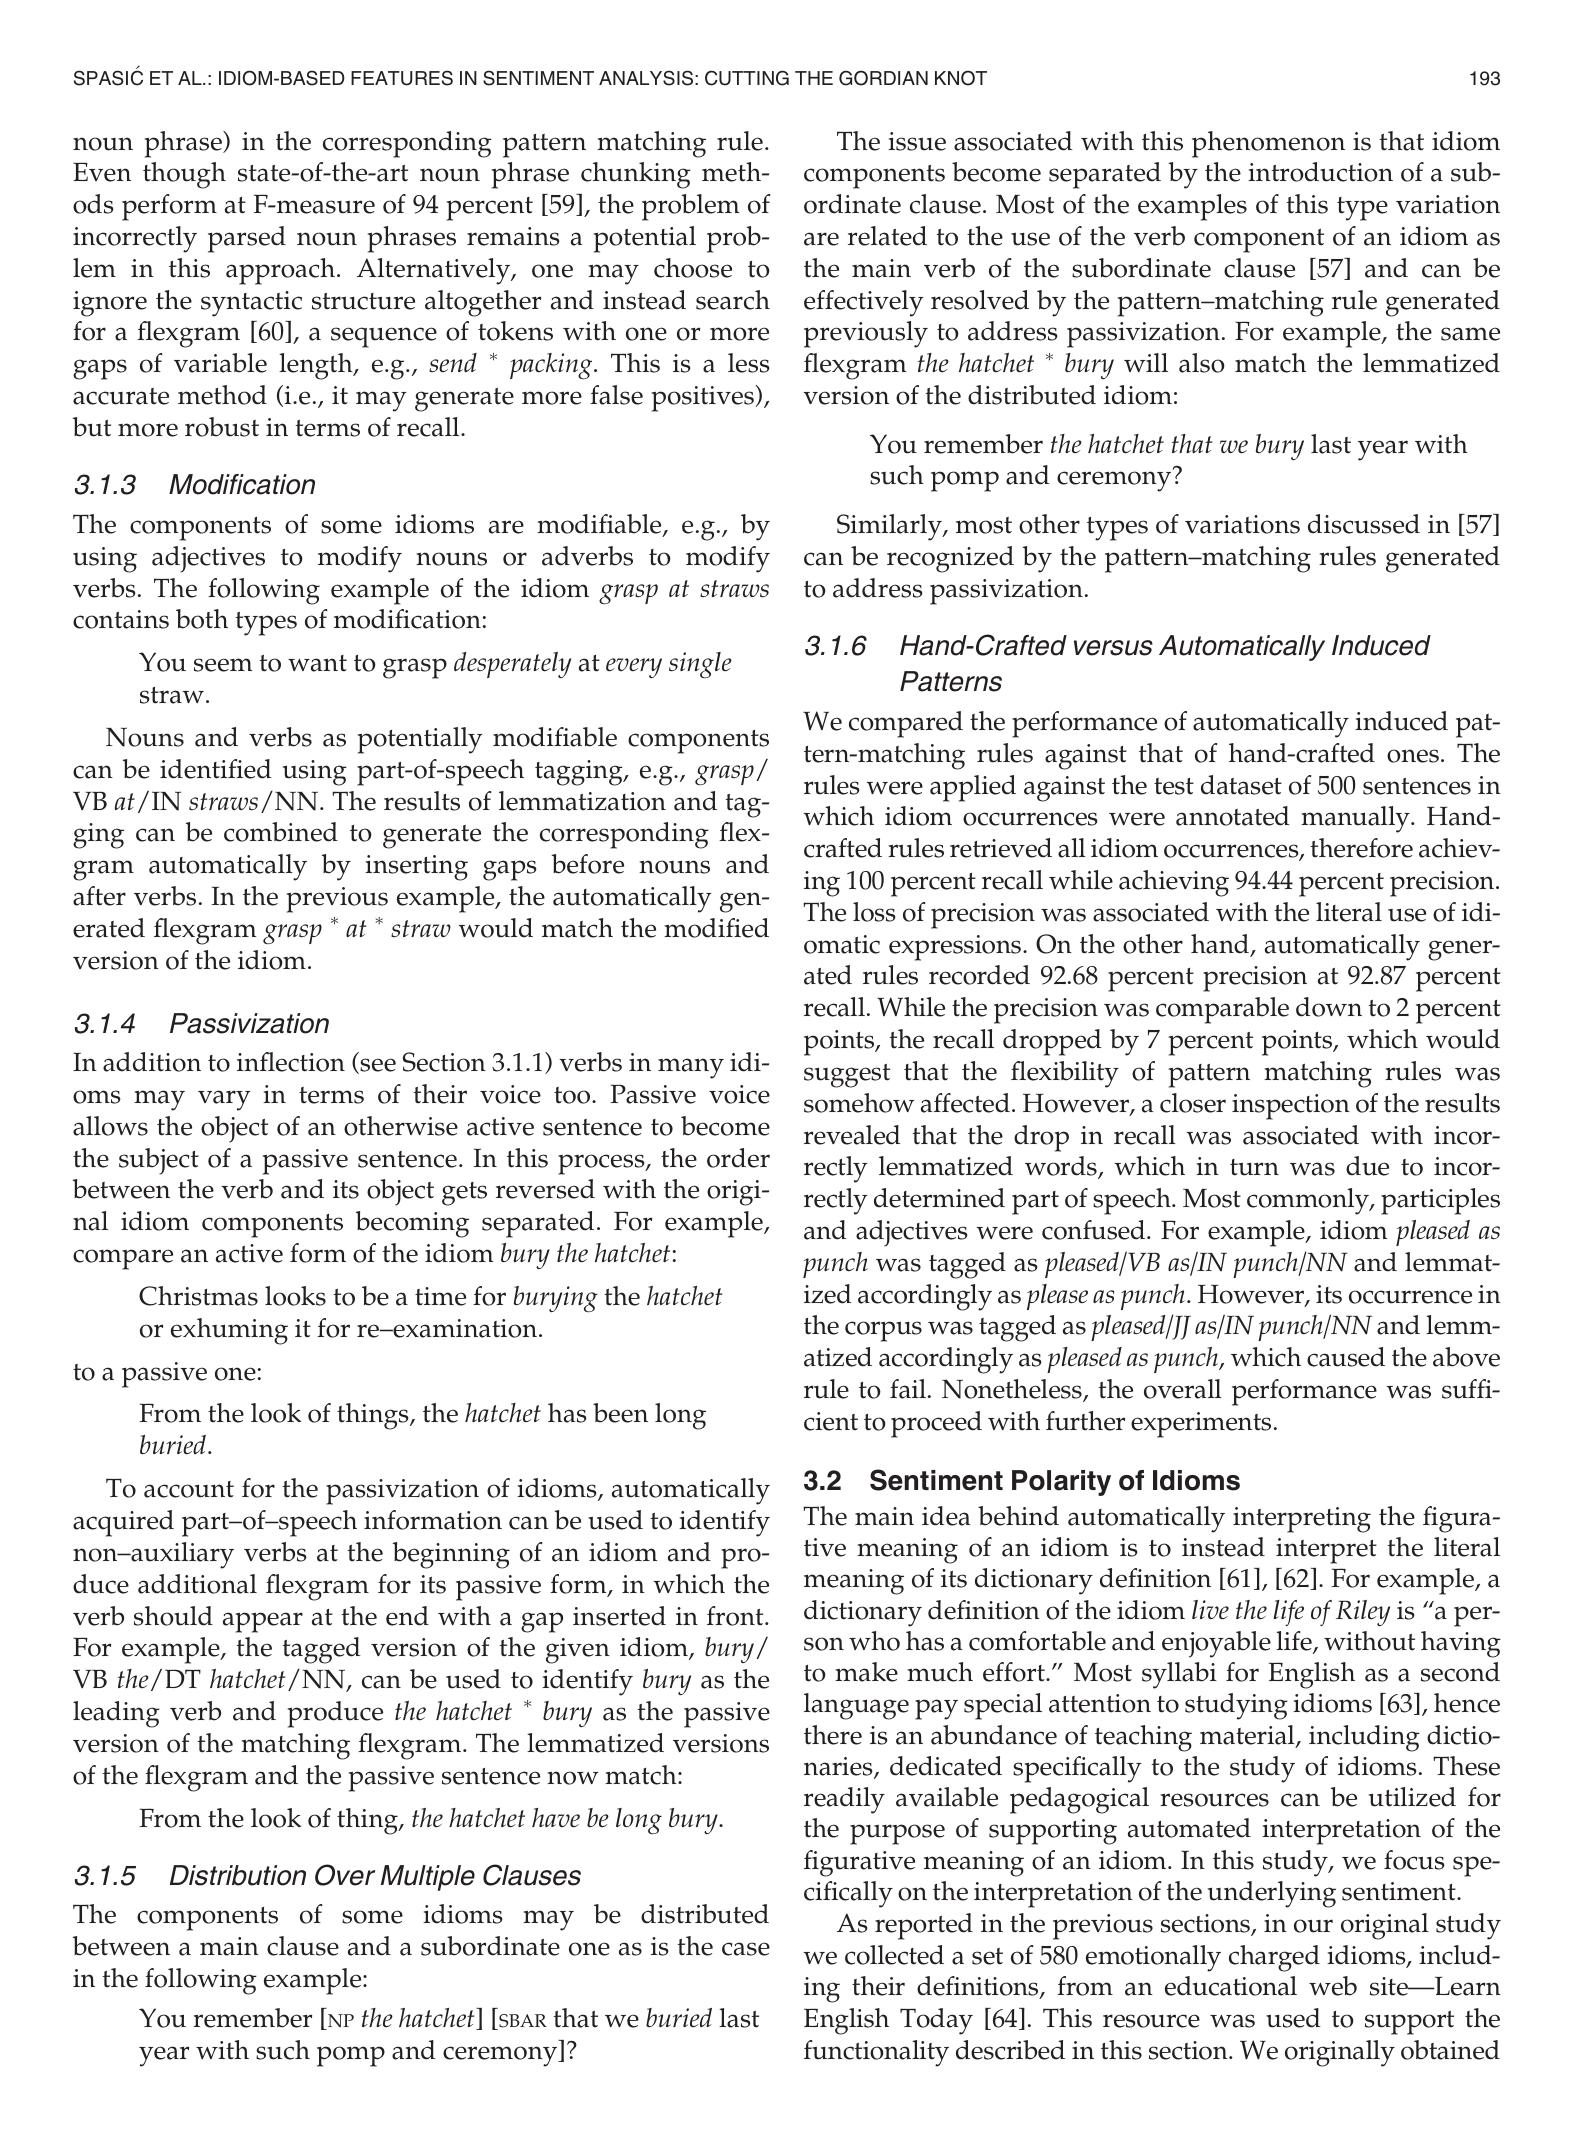 SPASIĆ ET AL.: IDIOM-BASED FEATURES IN SENTIMENT ANALYSIS: CUTTING THE GORDIAN KNOT 193
noun phrase) in the corresponding pattern matching rule.
Even though state-of-the-art noun phrase chunking meth-
ods perform at F-measure of 94 percent [59], the problem of
incorrectly parsed noun phrases remains a potential prob-
lem in this approach. Alternatively, one may choose to
ignore the syntactic structure altogether and instead search
for a flexgram [60], a sequence of tokens with one or more
gaps of variable length, e.g., send * packing. This is a less
accurate method (i.e., it may generate more false positives),
but more robust in terms of recall.
3.1.3 Modification
The components of some idioms are modifiable, e.g., by
using adjectives to modify nouns or adverbs to modify
verbs. The following example of the idiom grasp at straws
contains both types of modification:
You seem to want to grasp desperately at every single
straw.
Nouns and verbs as potentially modifiable components
can be identified using part-of-speech tagging, e.g., grasp/
VB at/IN straws/NN. The results of lemmatization and tag-
ging can be combined to generate the corresponding flex-
gram automatically by inserting gaps before nouns and
after verbs. In the previous example, the automatically gen-
erated flexgram grasp * at * straw would match the modified
version of the idiom.
3.1.4 Passivization
In addition to inflection (see Section 3.1.1) verbs in many idi-
oms may vary in terms of their voice too. Passive voice
allows the object of an otherwise active sentence to become
the subject of a passive sentence. In this process, the order
between the verb and its object gets reversed with the origi-
nal idiom components becoming separated. For example,
compare an active form of the idiom bury the hatchet:
Christmas looks to be a time for burying the hatchet
or exhuming it for re–examination.
to a passive one:
From the look of things, the hatchet has been long
buried.
To account for the passivization of idioms, automatically
acquired part–of–speech information can be used to identify
non–auxiliary verbs at the beginning of an idiom and pro-
duce additional flexgram for its passive form, in which the
verb should appear at the end with a gap inserted in front.
For example, the tagged version of the given idiom, bury/
VB the/DT hatchet/NN, can be used to identify bury as the
leading verb and produce the hatchet * bury as the passive
version of the matching flexgram. The lemmatized versions
of the flexgram and the passive sentence now match:
From the look of thing, the hatchet have be long bury.
3.1.5 Distribution Over Multiple Clauses
The components of some idioms may be distributed
between a main clause and a subordinate one as is the case
in the following example:
You remember [NP the hatchet] [SBAR that we buried last
year with such pomp and ceremony]?
The issue associated with this phenomenon is that idiom
components become separated by the introduction of a sub-
ordinate clause. Most of the examples of this type variation
are related to the use of the verb component of an idiom as
the main verb of the subordinate clause [57] and can be
effectively resolved by the pattern–matching rule generated
previously to address passivization. For example, the same
flexgram the hatchet * bury will also match the lemmatized
version of the distributed idiom:
You remember the hatchet that we bury last year with
such pomp and ceremony?
Similarly, most other types of variations discussed in [57]
can be recognized by the pattern–matching rules generated
to address passivization.
3.1.6 Hand-Crafted versus Automatically Induced
Patterns
We compared the performance of automatically induced pat-
tern-matching rules against that of hand-crafted ones. The
rules were applied against the test dataset of 500 sentences in
which idiom occurrences were annotated manually. Hand-
crafted rules retrieved all idiom occurrences, therefore achiev-
ing 100 percent recall while achieving 94.44 percent precision.
The loss of precision was associated with the literal use of idi-
omatic expressions. On the other hand, automatically gener-
ated rules recorded 92.68 percent precision at 92.87 percent
recall. While the precision was comparable down to 2 percent
points, the recall dropped by 7 percent points, which would
suggest that the flexibility of pattern matching rules was
somehow affected. However, a closer inspection of the results
revealed that the drop in recall was associated with incor-
rectly lemmatized words, which in turn was due to incor-
rectly determined part of speech. Most commonly, participles
and adjectives were confused. For example, idiom pleased as
punch was tagged as pleased/VB as/IN punch/NN and lemmat-
ized accordingly as please as punch. However, its occurrence in
the corpus was tagged as pleased/JJ as/IN punch/NN and lemm-
atized accordingly as pleased as punch, which caused the above
rule to fail. Nonetheless, the overall performance was suffi-
cient to proceed with further experiments.
3.2 Sentiment Polarity of Idioms
The main idea behind automatically interpreting the figura-
tive meaning of an idiom is to instead interpret the literal
meaning of its dictionary definition [61], [62]. For example, a
dictionary definition of the idiom live the life of Riley is “a per-
son who has a comfortable and enjoyable life, without having
to make much effort.” Most syllabi for English as a second
language pay special attention to studying idioms [63], hence
there is an abundance of teaching material, including dictio-
naries, dedicated specifically to the study of idioms. These
readily available pedagogical resources can be utilized for
the purpose of supporting automated interpretation of the
figurative meaning of an idiom. In this study, we focus spe-
cifically on the interpretation of the underlying sentiment.
As reported in the previous sections, in our original study
we collected a set of 580 emotionally charged idioms, includ-
ing their definitions, from an educational web site—Learn
English Today [64]. This resource was used to support the
functionality described in this section. We originally obtained